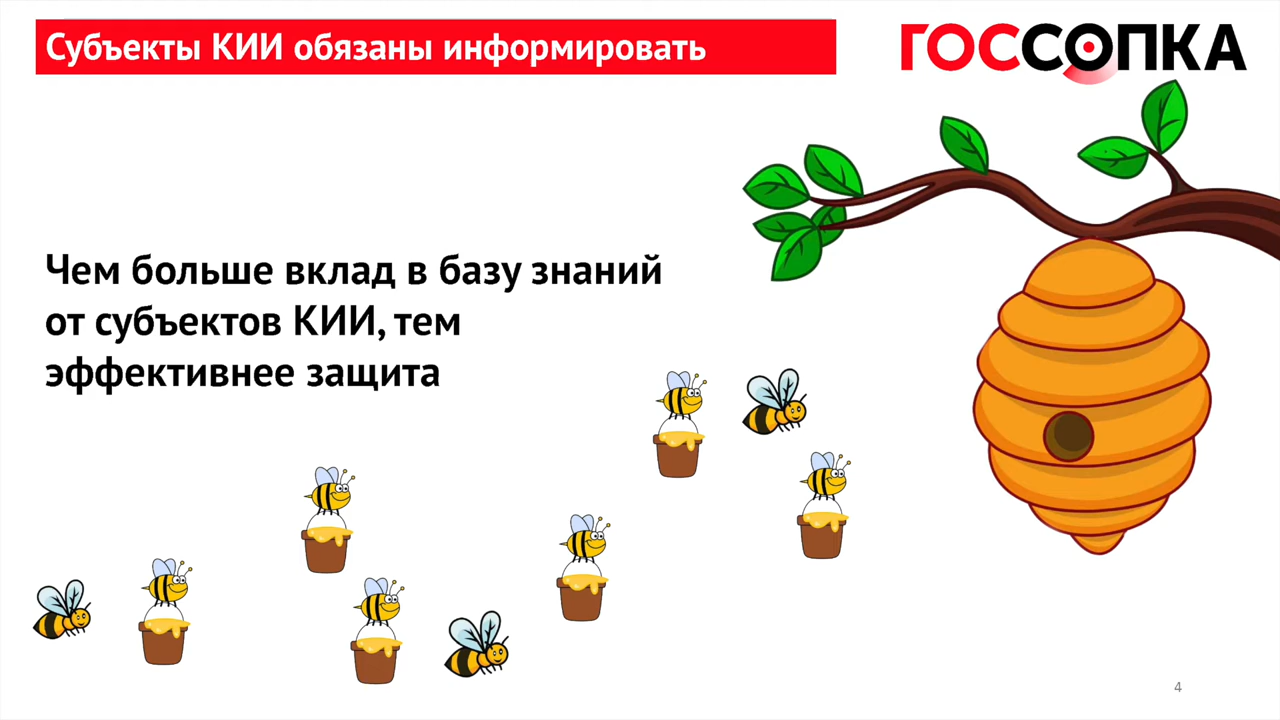 Субъекты КИИ обязаны информировать
ГОССОПКА
Чем больше вклад в базу знаний
от субъектов КИИ, тем
эффективнее защита
4